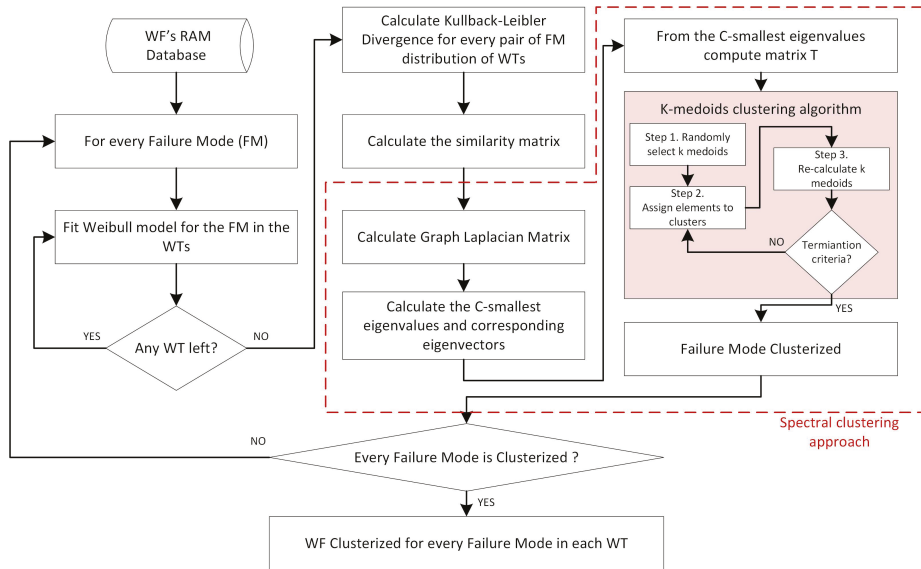 WF's RAM
Database
For every Failure Mode (FM)
Fit Weibull model for the FM in the
WTs
YES
Any WT left?
NO
Calculate Kullback-Leibler
Divergence for every pair of FM
distribution of WTs
Calculate the similarity matrix
Calculate Graph Laplacian Matrix
Calculate the C-smallest
eigenvalues and corresponding
eigenvectors
From the C-smallest eigenvalues
compute matrix T
K-medoids clustering algorithm
Step 1. Randomly
select k medoids
Step 2.
Assign elements to
clusters
Step 3.
Re-calculate k
medoids
NO
Termiantion
criteria?
YES
Failure Mode Clusterized
Spectral clustering
approach
NO
Every Failure Mode is Clusterized ?
YES
WF Clusterized for every Failure Mode in each WT